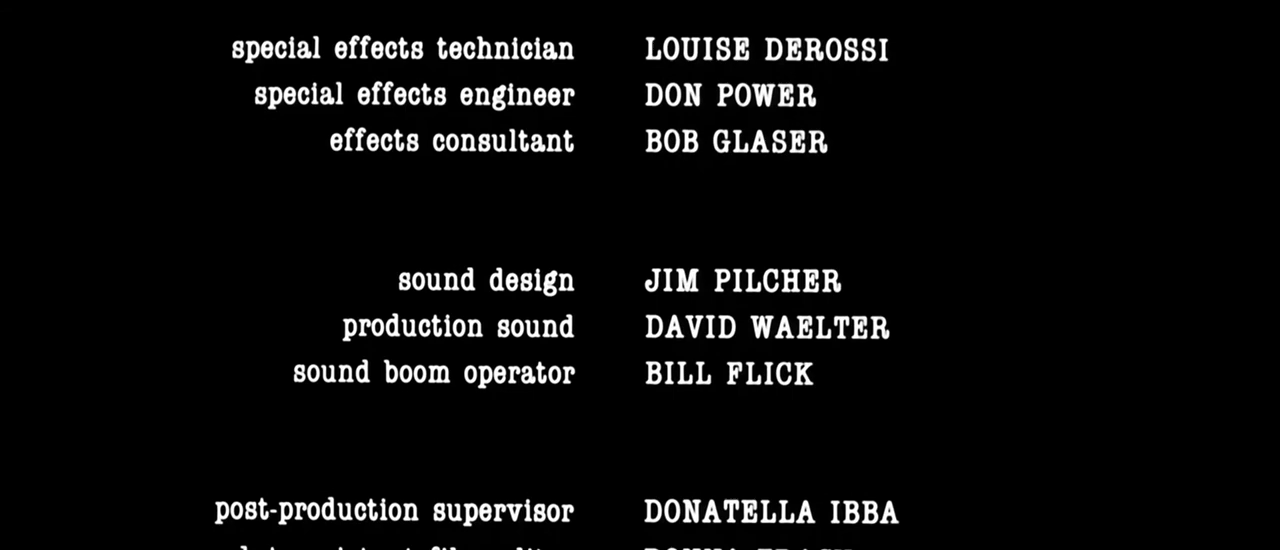 special effects technician LOUISE DEROSSI
special effects engineer DON POWER
effects consultant BOB GLASER
sound design JIM PILCHER
production sound DAVID WAELTER
sound boom operator BILL FLICK
post-production supervisor DONATELLA IBBA